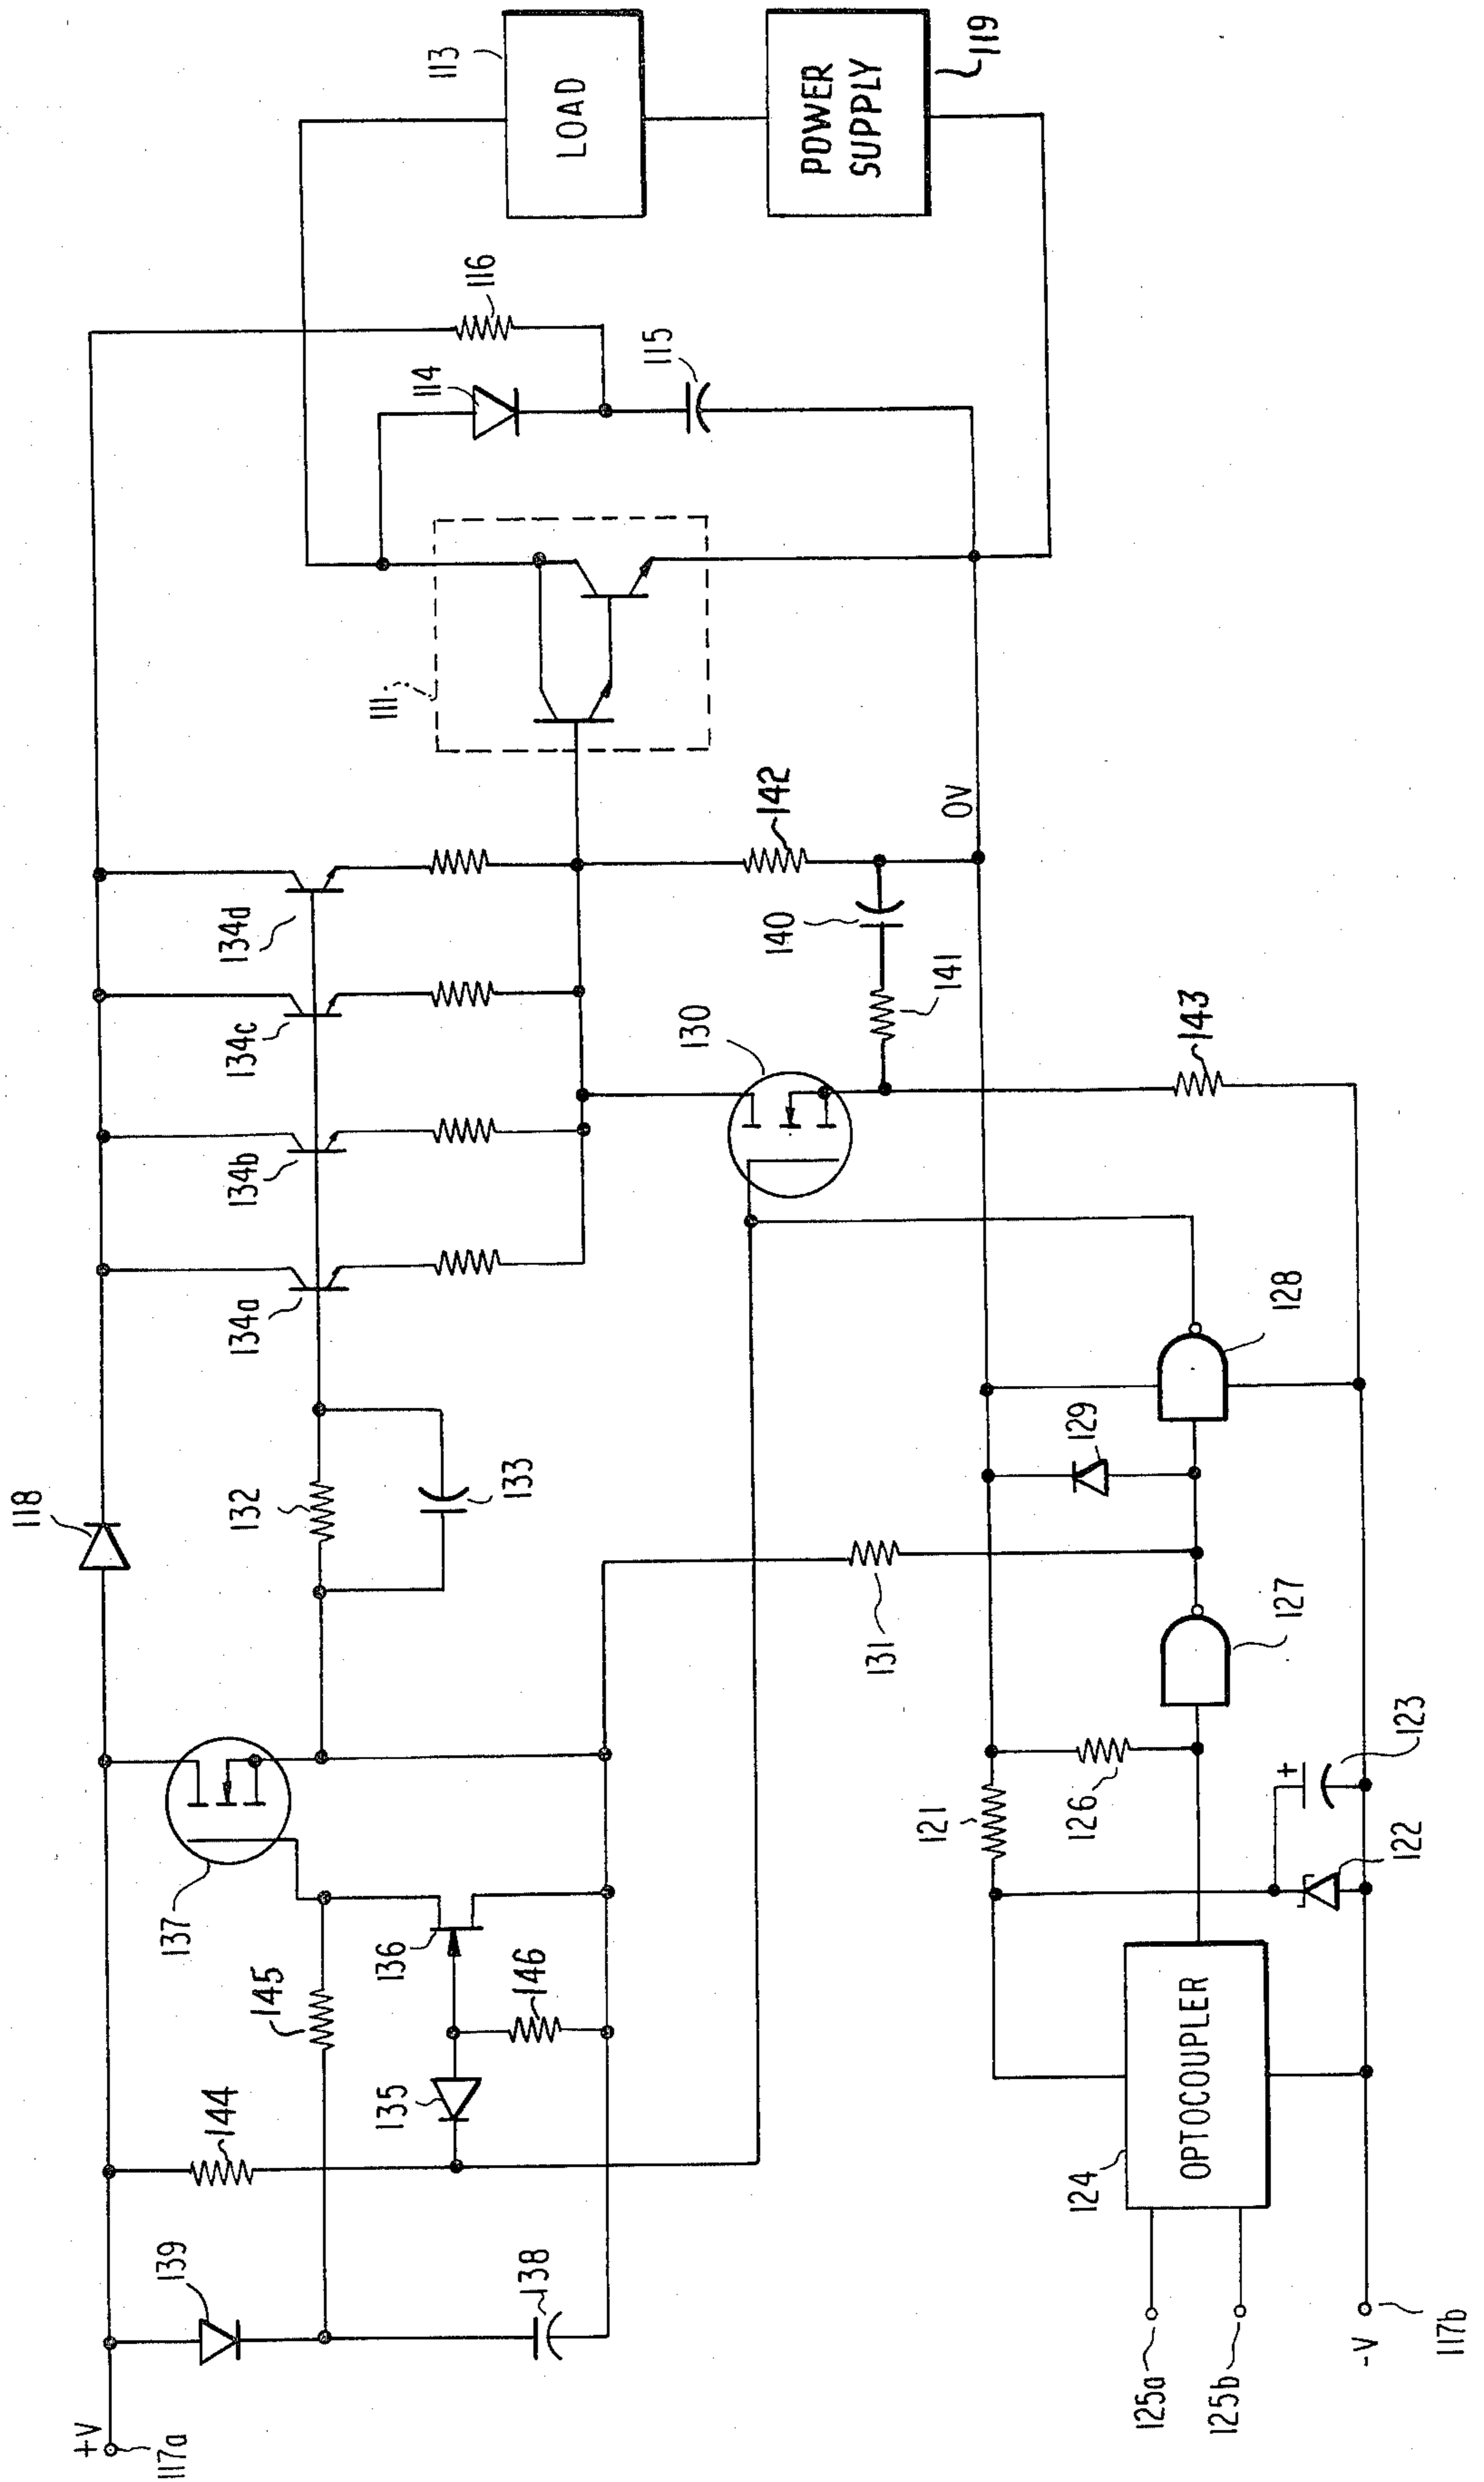 +V
117a
139
144
137
118
145
136
135
146
138
132
133
134a
134b
134c
134d
111
114
116
115
113
LOAD
POWER
SUPPLY
119
130
140
141
142
143
0V
131
121
126
127
129
128
122
123
124
OPTOCOUPLER
125a
125b
-V
117b